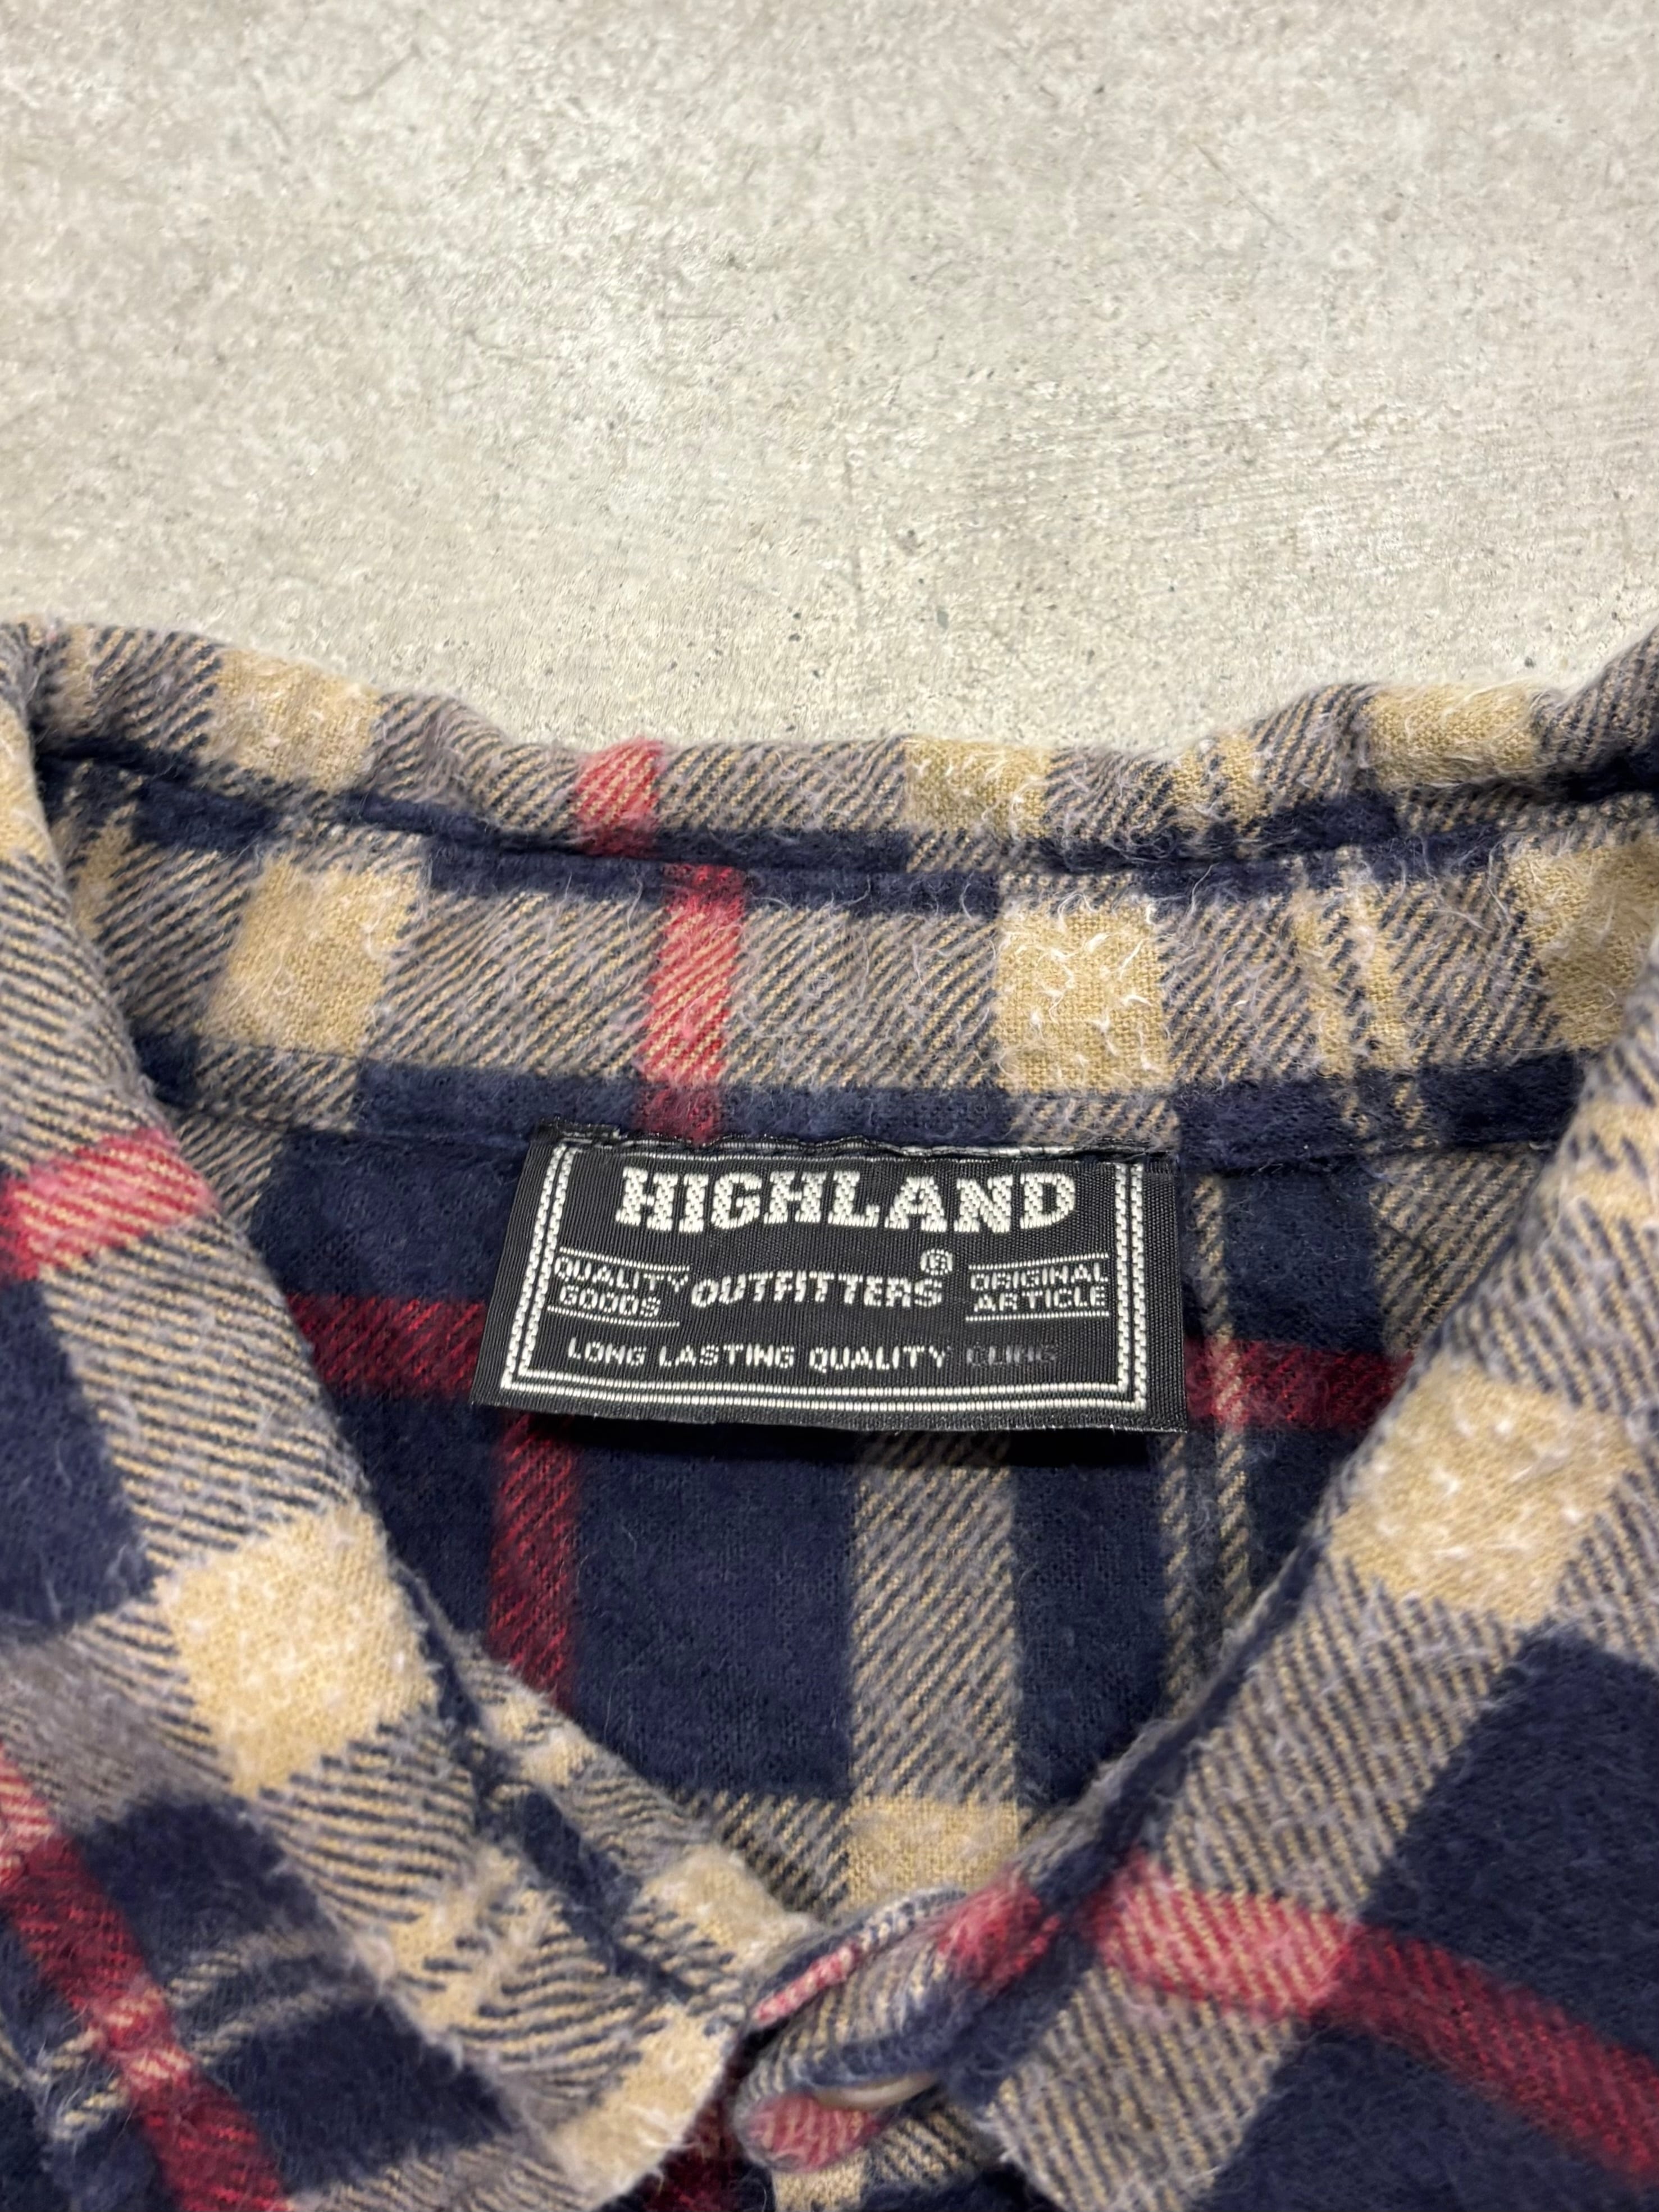 HIGHLAND
QUALITY GOODS
OUTFITTERS®
ORIGINAL ARTICLE
LONG LASTING QUALITY